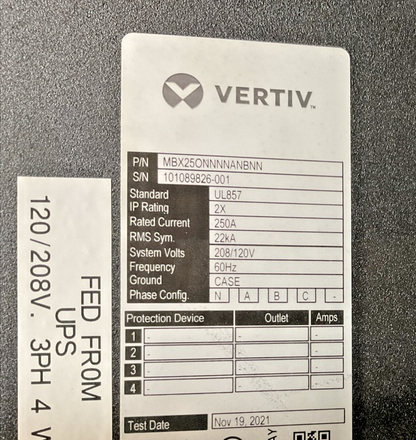 VERTIV™
P/N MBX25ONNNNANBNN
S/N 101089826-001
Standard UL857
IP Rating 2X
Rated Current 250A
RMS Sym. 22kA
System Volts 208/120V
Frequency 60Hz
Ground CASE
Phase Config. N A B C -
Protection Device Outlet Amps
1 - - -
2 - - -
3 - - -
4 - - -
Test Date Nov 19, 2021
FED FROM
UPS
120/208V. 3PH 4